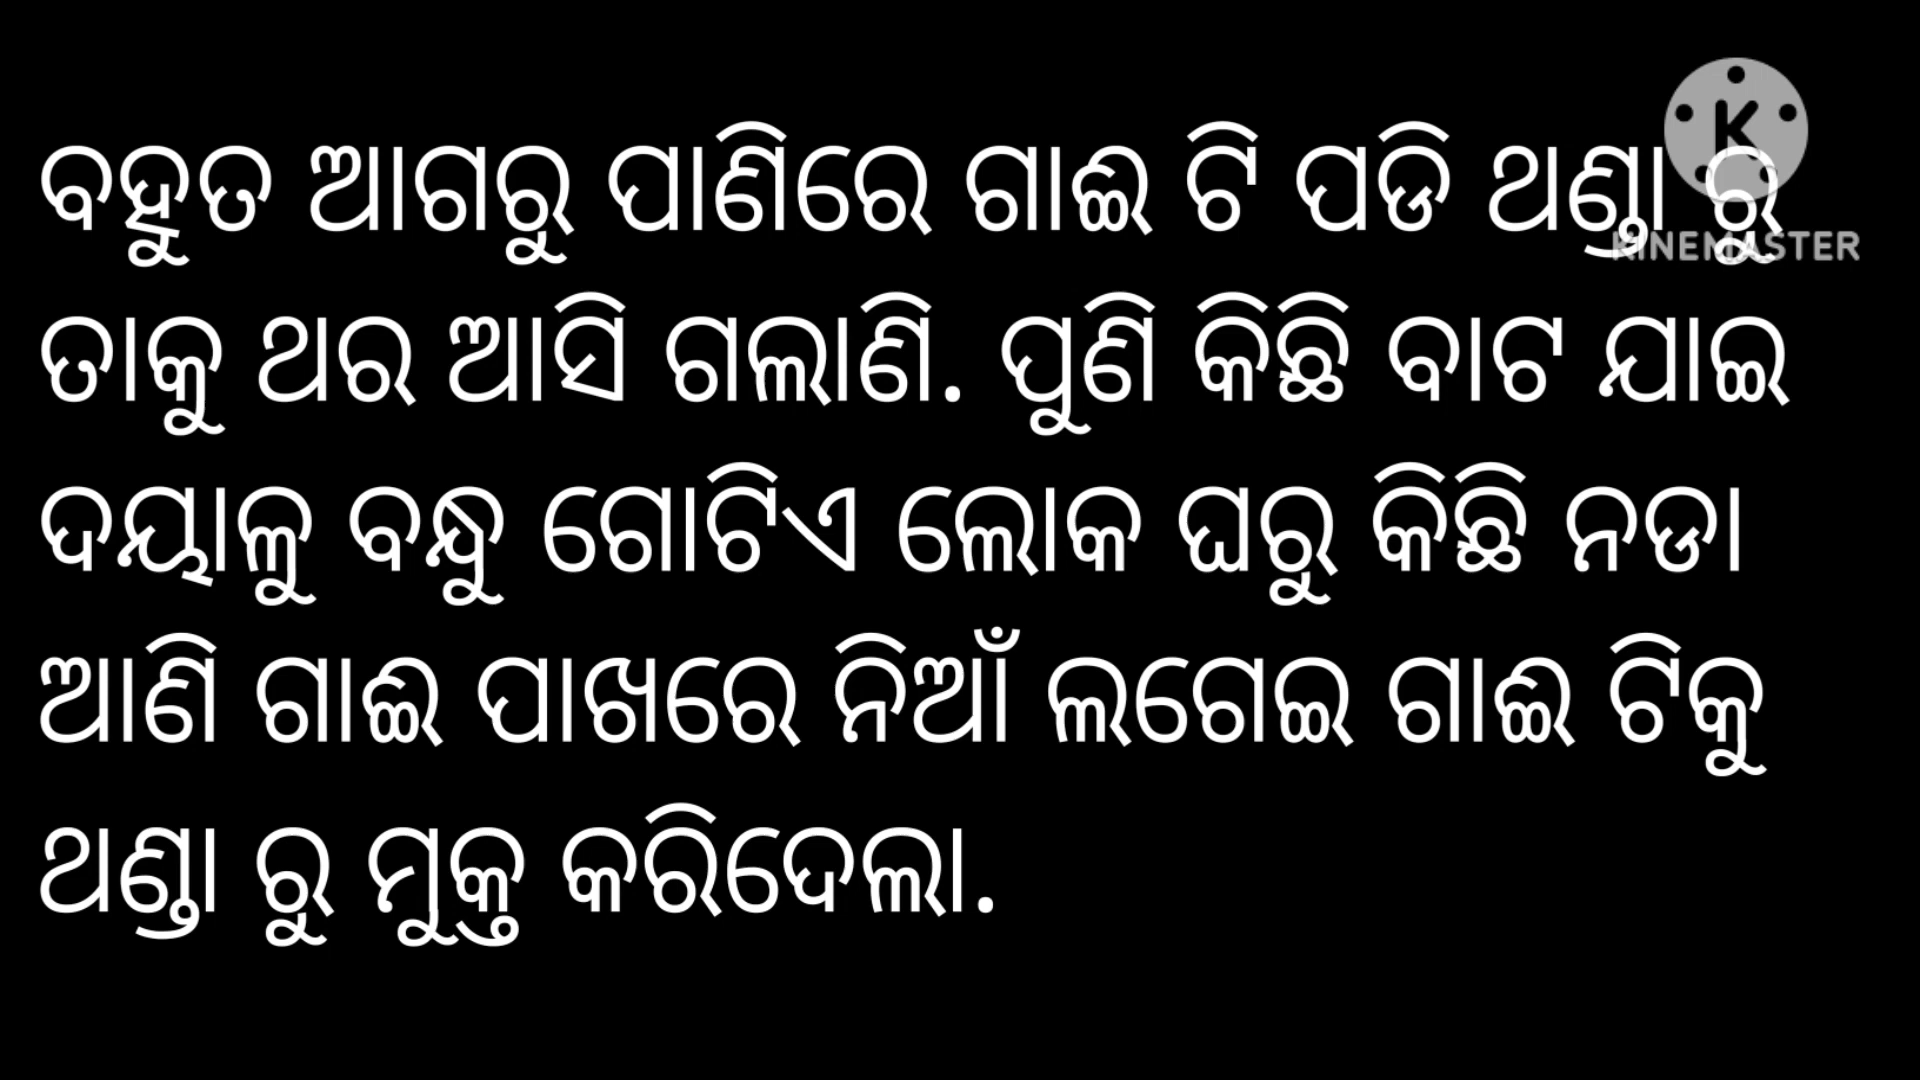 ବହୁତ ଆଗରୁ ପାଣିରେ ଗାଈ ଟି ପଡି ଥଣ୍ଡା ରୁ
ତାକୁ ଥର ଆସି ଗଲାଣି. ପୁଣି କିଛି ବାଟ ଯାଇ
ଦୟାଳୁ ବନ୍ଧୁ ଗୋଟିଏ ଲୋକ ଘରୁ କିଛି ନଡା
ଆଣି ଗାଈ ପାଖରେ ନିଆଁ ଲଗେଇ ଗାଈ ଟିକୁ
ଥଣ୍ଡା ରୁ ମୁକ୍ତ କରିଦେଲା.
K
KINEMASTER